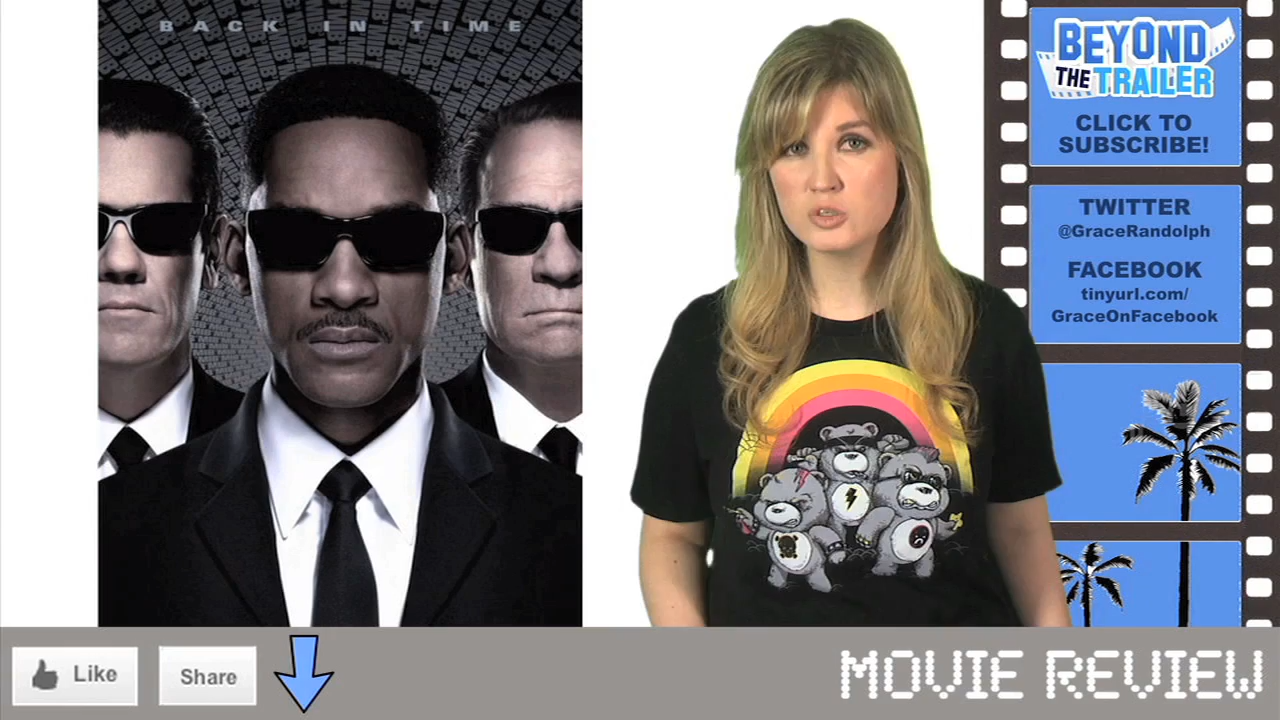 BACK IN TIME
BEYOND
THE TRAILER
CLICK TO
SUBSCRIBE!
TWITTER
@GraceRandolph
FACEBOOK
tinyurl.com/
GraceOnFacebook
Like
Share
MOVIE REVIEW